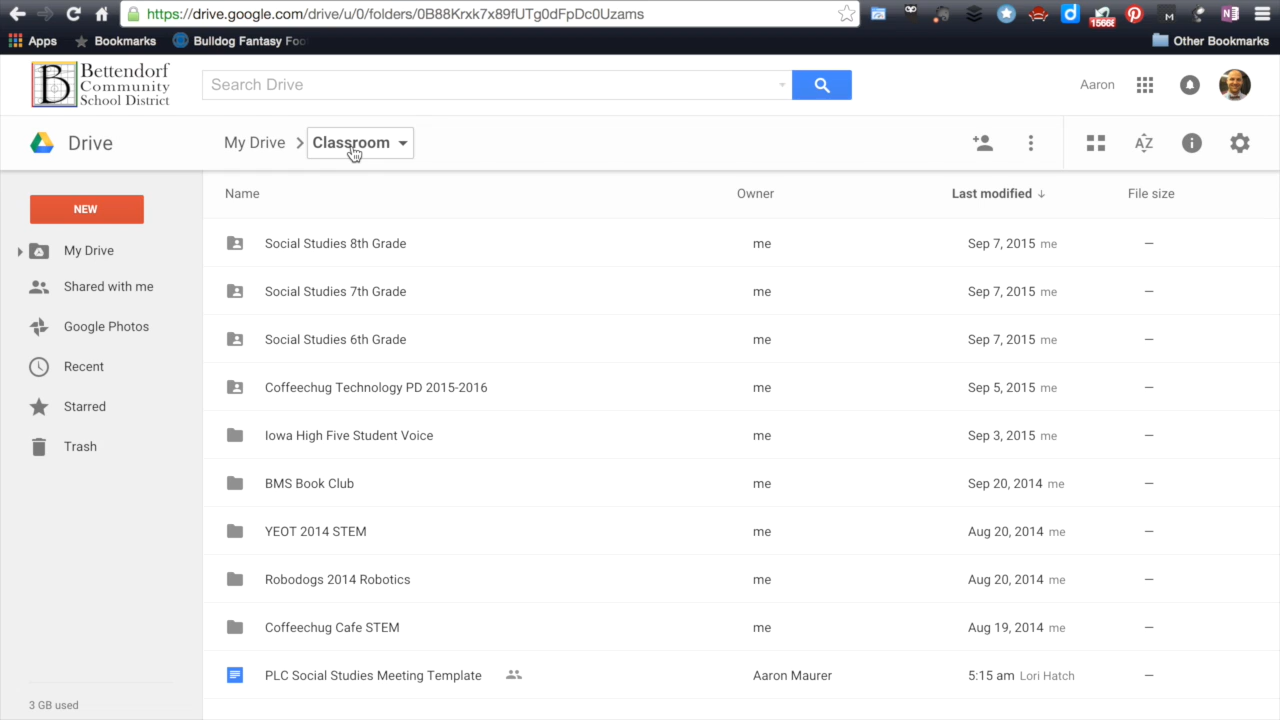 https://drive.google.com/drive/u/0/folders/0B88Krxk7x89fUTg0dFpDc0Uzams
1566
Apps Bookmarks Bulldog Fantasy Foo Other Bookmarks
B Bettendorf
Community
School District
Search Drive
Aaron
Drive My Drive Classroom
AZ
NEW
Name Owner Last modified File size
My Drive
Shared with me
Google Photos
Recent
Starred
Trash
3 GB used
Social Studies 8th Grade me Sep 7, 2015 me —
Social Studies 7th Grade me Sep 7, 2015 me —
Social Studies 6th Grade me Sep 7, 2015 me —
Coffeechug Technology PD 2015-2016 me Sep 5, 2015 me —
Iowa High Five Student Voice me Sep 3, 2015 me —
BMS Book Club me Sep 20, 2014 me —
YEOT 2014 STEM me Aug 20, 2014 me —
Robodogs 2014 Robotics me Aug 20, 2014 me —
Coffeechug Cafe STEM me Aug 19, 2014 me —
PLC Social Studies Meeting Template Aaron Maurer 5:15 am Lori Hatch —